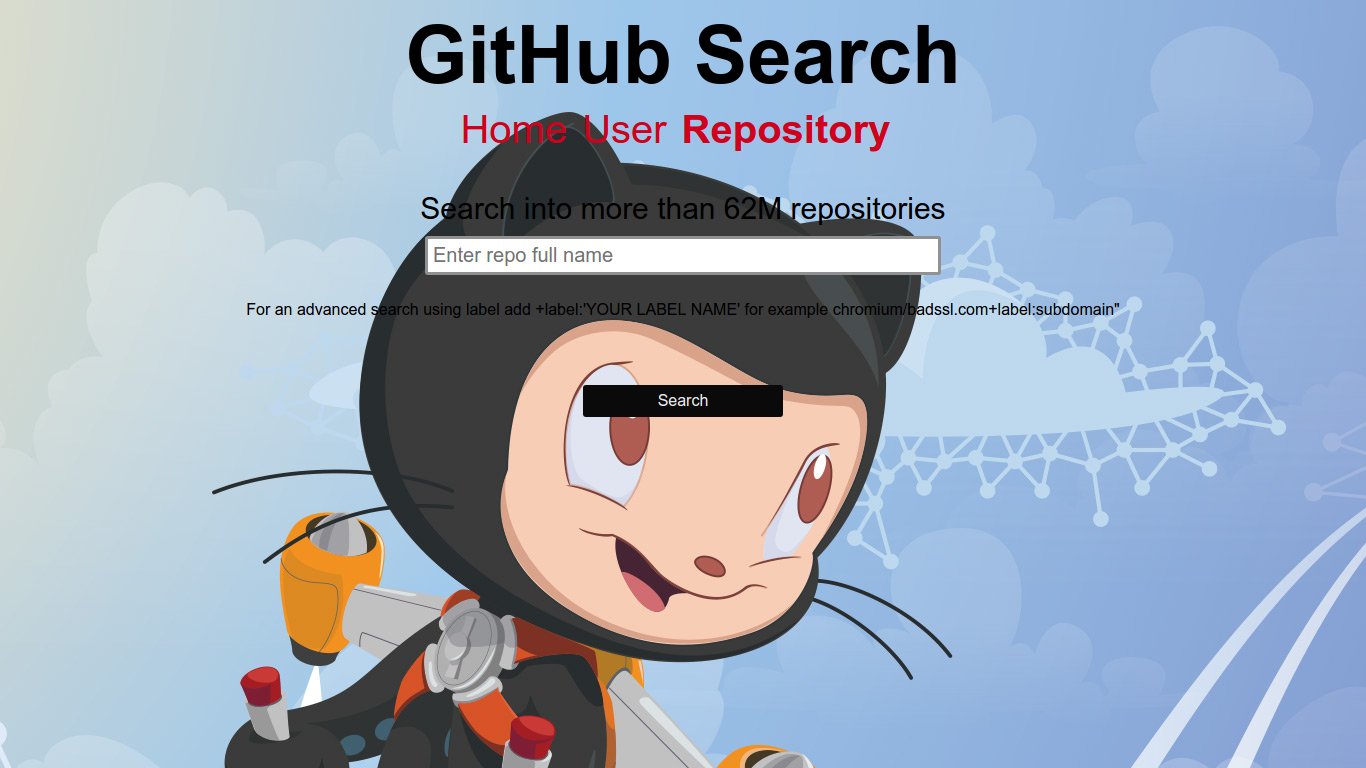 GitHub Search
Home User Repository
Search into more than 62M repositories
Enter repo full name
For an advanced search using label add +label:'YOUR LABEL NAME' for example chromium/badssl.com+label:subdomain"
Search